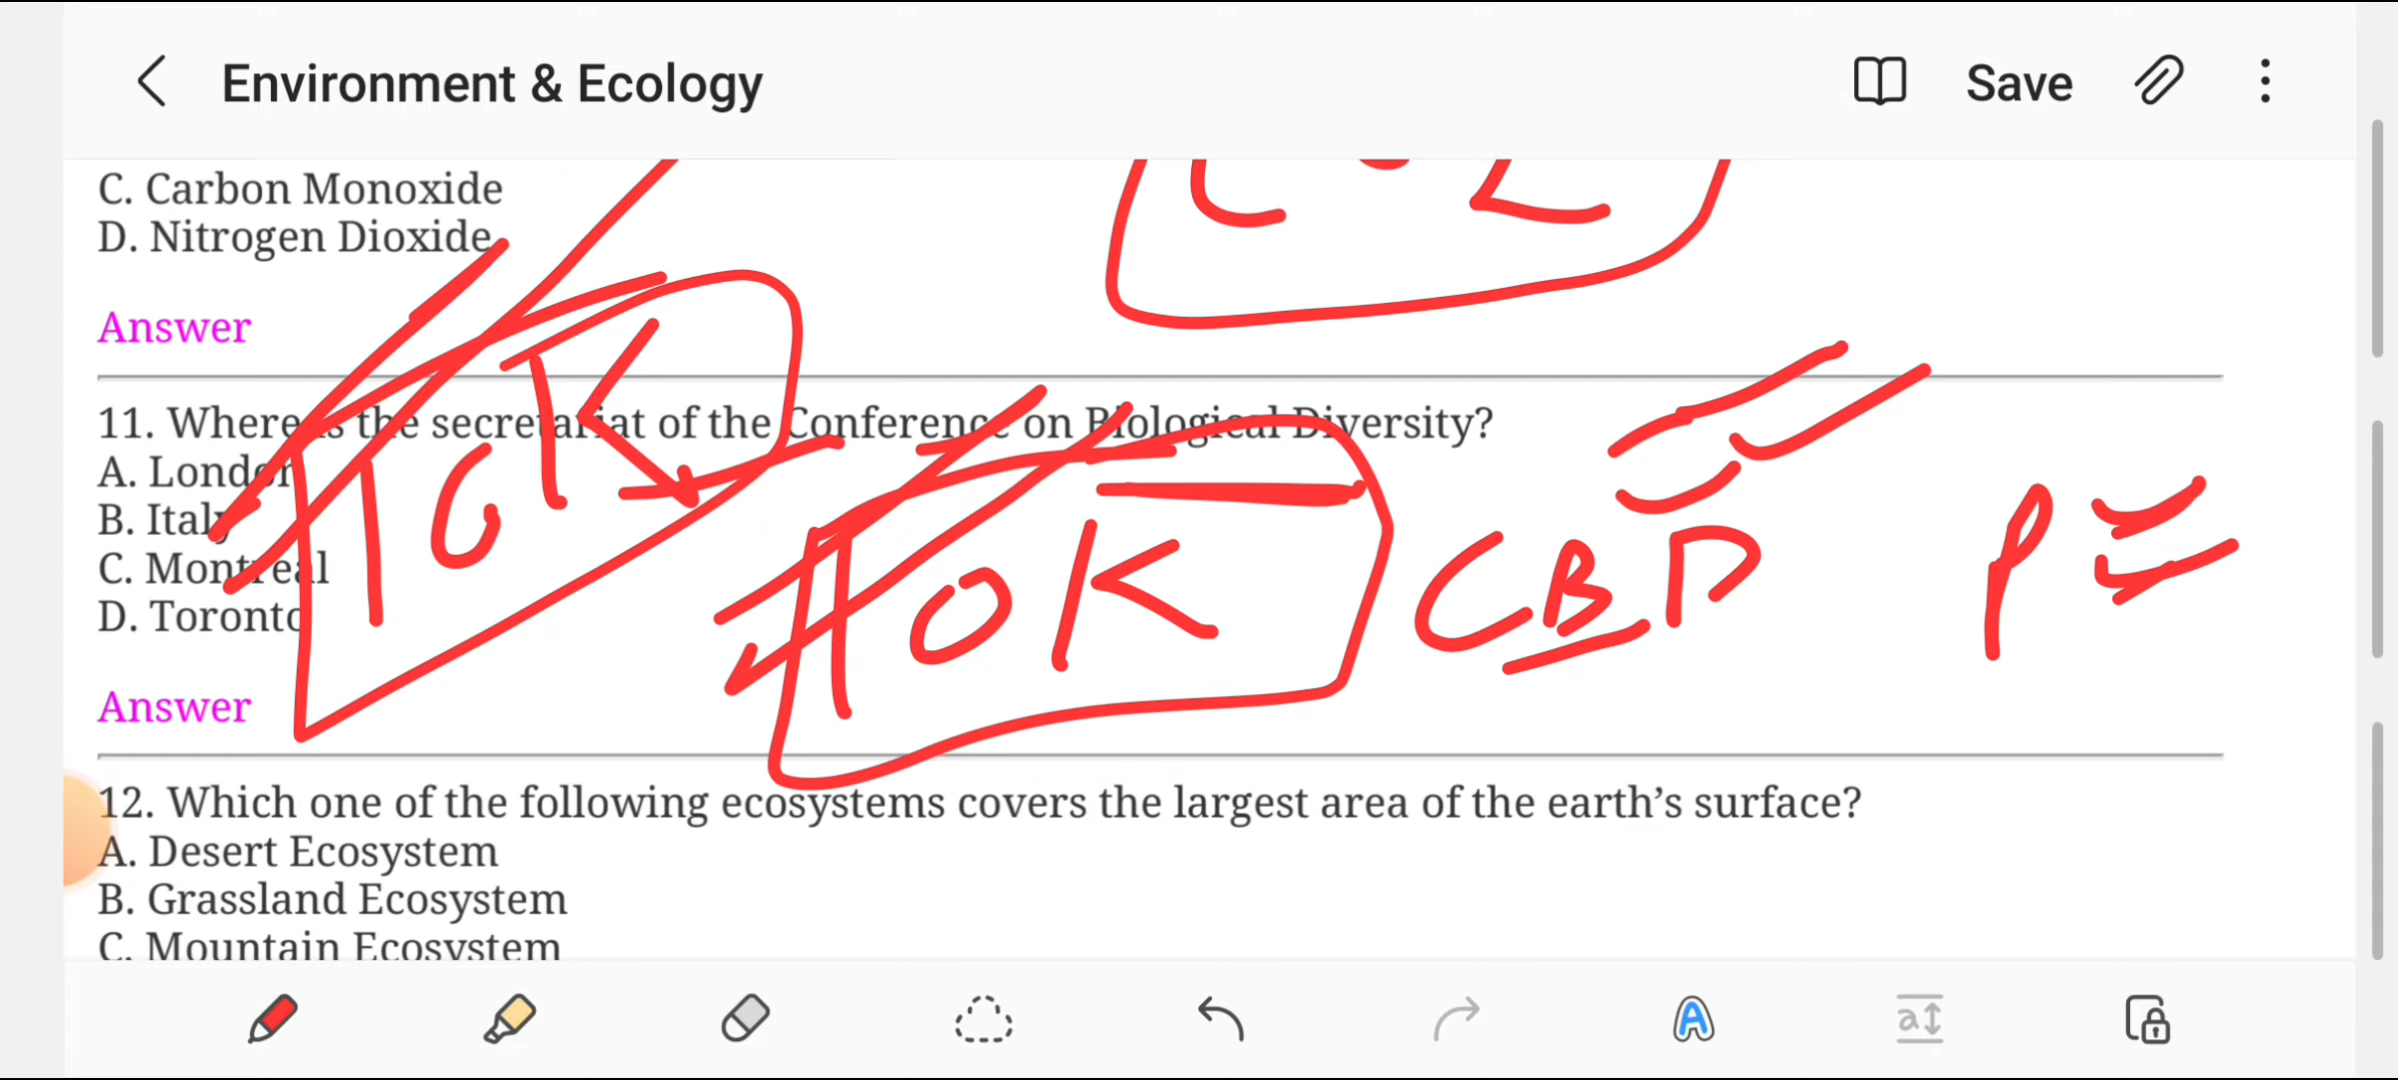 Environment & Ecology
Save
C. Carbon Monoxide
D. Nitrogen Dioxide
Answer
11. Where is the secretariat of the Conference on Biological Diversity?
A. London
B. Italy
C. Montreal
D. Toronto
CBD
Answer
12. Which one of the following ecosystems covers the largest area of the earth’s surface?
A. Desert Ecosystem
B. Grassland Ecosystem
C. Mountain Ecosystem